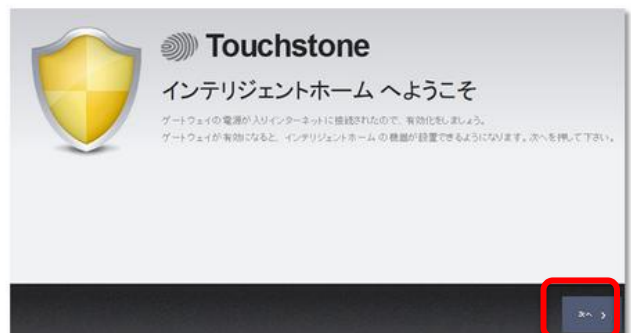 Touchstone
インテリジェントホーム へようこそ
ゲートウェイの電源が入りインターネットに接続されたので、有効化をしましょう。
ゲートウェイが有効になると、インテリジェントホーム の機器が設置できるようになります。次へを押して下さい。
次へ